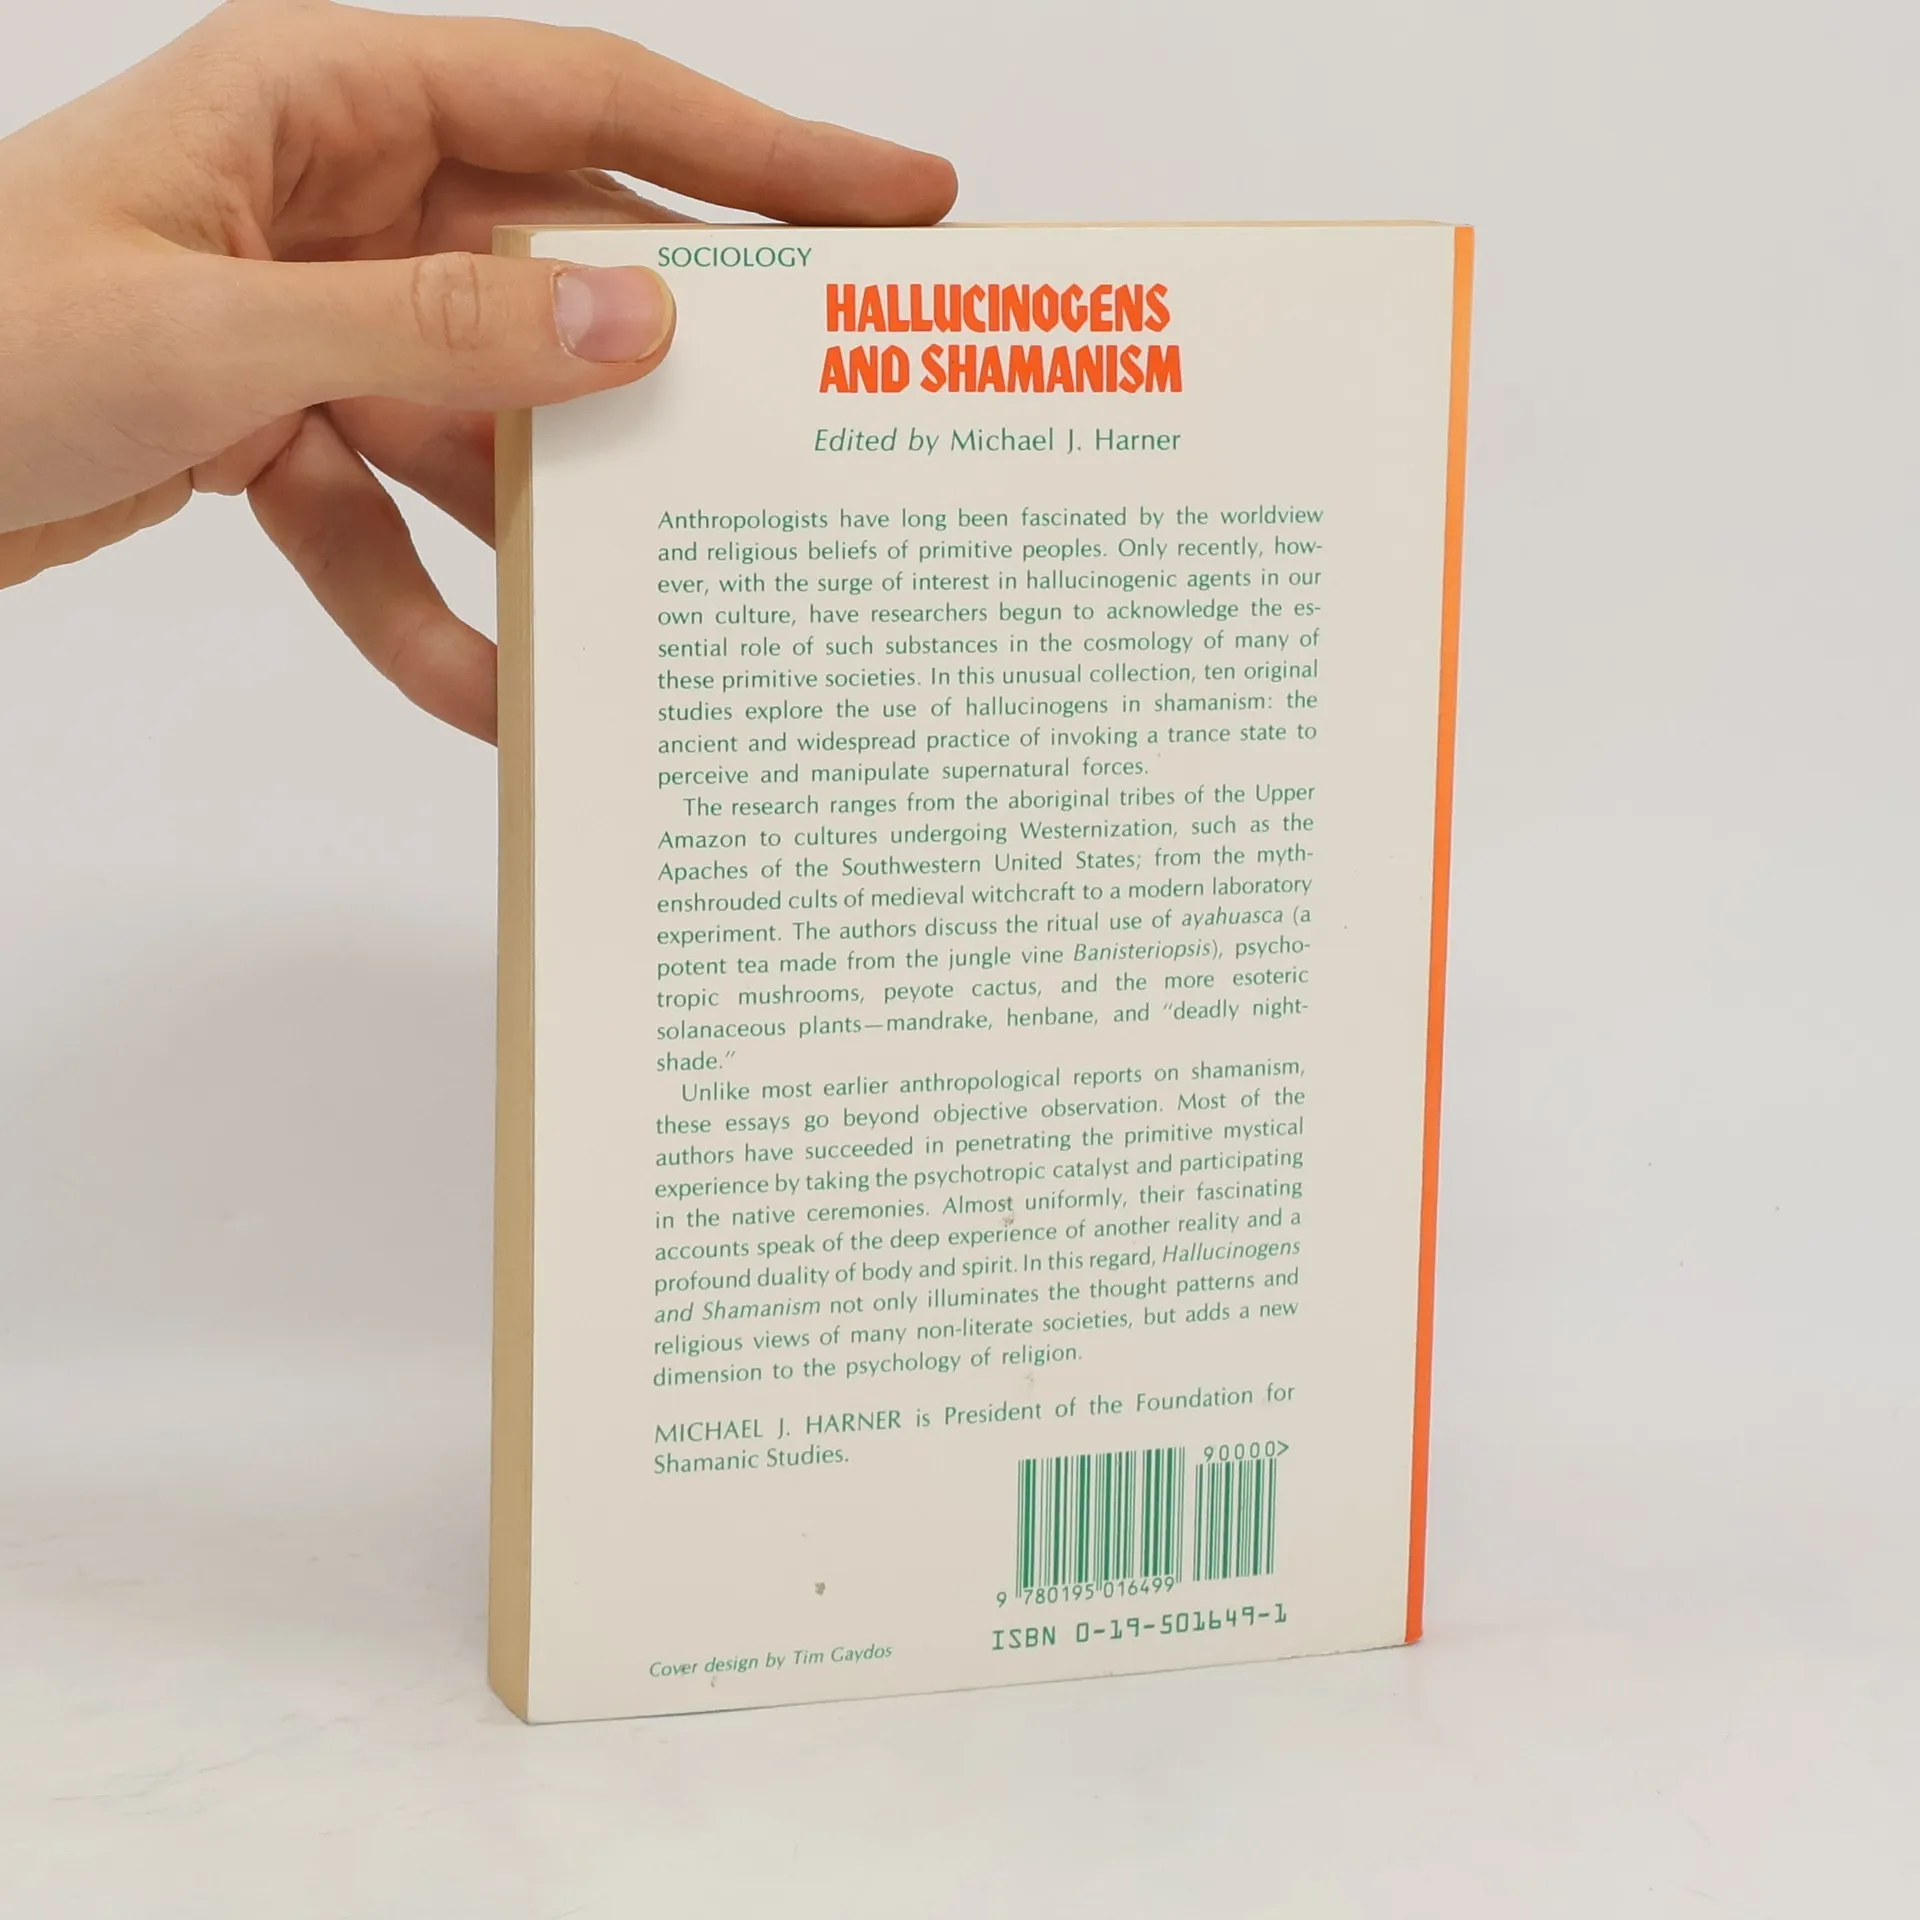 SOCIOLOGY
HALLUCINOGENS
AND SHAMANISM
Edited by Michael J. Harner
Anthropologists have long been fascinated by the worldview
and religious beliefs of primitive peoples. Only recently, how-
ever, with the surge of interest in hallucinogenic agents in our
own culture, have researchers begun to acknowledge the es-
sential role of such substances in the cosmology of many of
these primitive societies. In this unusual collection, ten original
studies explore the use of hallucinogens in shamanism: the
ancient and widespread practice of invoking a trance state to
perceive and manipulate supernatural forces.
The research ranges from the aboriginal tribes of the Upper
Amazon to cultures undergoing Westernization, such as the
Apaches of the Southwestern United States; from the myth-
enshrouded cults of medieval witchcraft to a modern laboratory
experiment. The authors discuss the ritual use of ayahuasca (a
potent tea made from the jungle vine Banisteriopsis), psycho-
tropic mushrooms, peyote cactus, and the more esoteric
solanaceous plants—mandrake, henbane, and "deadly night-
shade."
Unlike most earlier anthropological reports on shamanism,
these essays go beyond objective observation. Most of the
authors have succeeded in penetrating the primitive mystical
experience by taking the psychotropic catalyst and participating
in the native ceremonies. Almost uniformly, their fascinating
accounts speak of the deep experience of another reality and a
profound duality of body and spirit. In this regard, Hallucinogens
and Shamanism not only illuminates the thought patterns and
religious views of many non-literate societies, but adds a new
dimension to the psychology of religion.
MICHAEL J. HARNER is President of the Foundation for
Shamanic Studies.
90000>
9 780195 016499
ISBN 0-19-501649-1
Cover design by Tim Gaydos